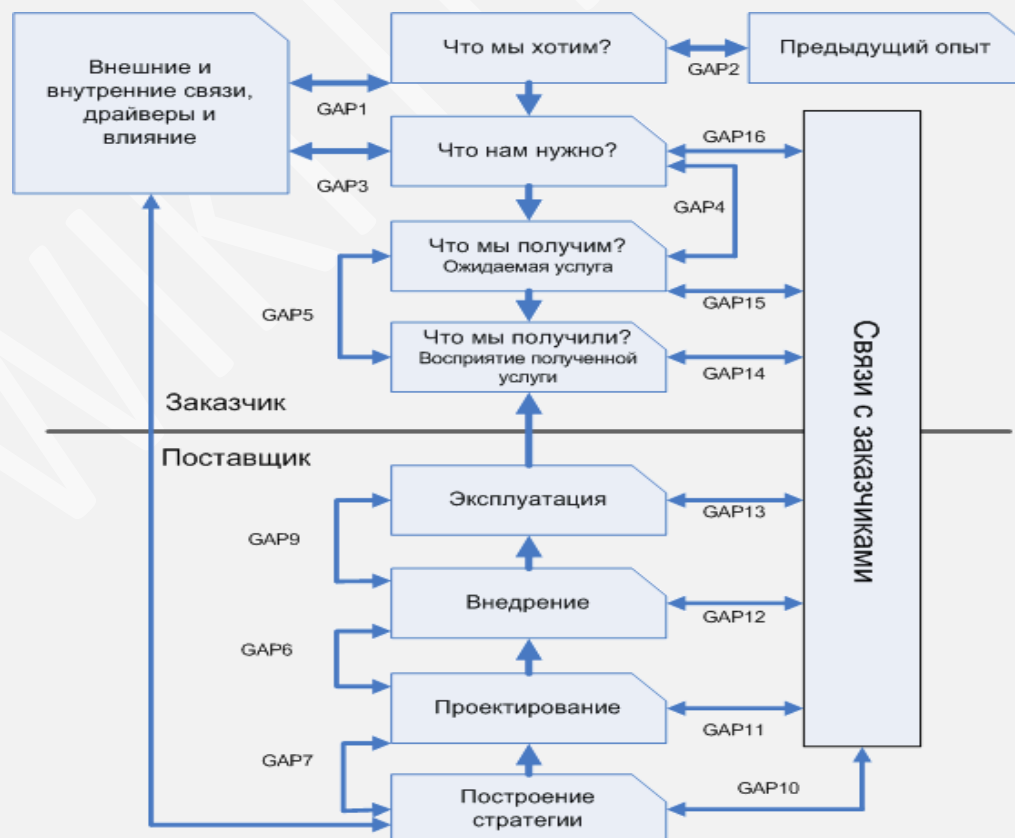 Что мы хотим?
Предыдущий опыт
GAP2
Внешние и
внутренние связи,
драйверы и
влияние
GAP1
GAP16
Что нам нужно?
GAP3
GAP4
Что мы получим?
Ожидаемая услуга
GAP15
GAP5
Что мы получили?
Восприятие полученной
услуги
GAP14
Связи с заказчиками
Заказчик
Поставщик
Эксплуатация
GAP13
GAP9
Внедрение
GAP12
GAP6
Проектирование
GAP11
GAP7
GAP10
Построение
стратегии